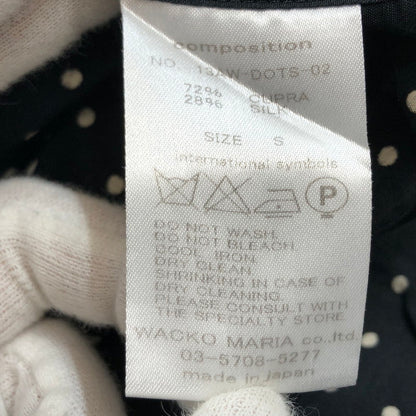 composition
NO. 13AW-DOTS-02
72% CUPRA
28% SILK
SIZE S
international symbols
P
DO NOT WASH.
DO NOT BLEACH.
COOL IRON.
DRY CLEAN.
SHRINKING IN CASE OF
DRY CLEANING.
PLEASE CONSULT WITH
THE SPECIALTY STORE
WACKO MARIA co.,ltd.
03-5708-5277
made in Japan